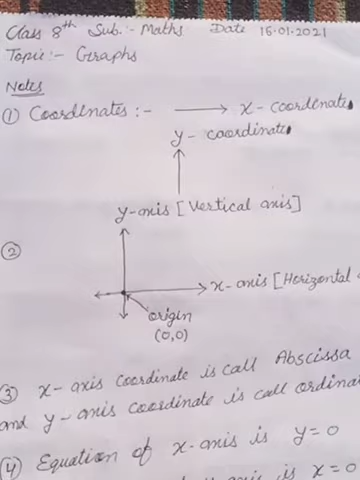 Class 8th Sub.:- Maths Date 15.01.2021
Topic:- Graphs
Notes
① Coordinates :- → x-coordinate
y-coordinate
y-axis [Vertical axis]
②
x-axis [Horizontal
origin
(0,0)
③ x-axis coordinate is call Abscissa
and y-axis coordinate is call ordina
④ Equation of x-axis is y=0
is x=0